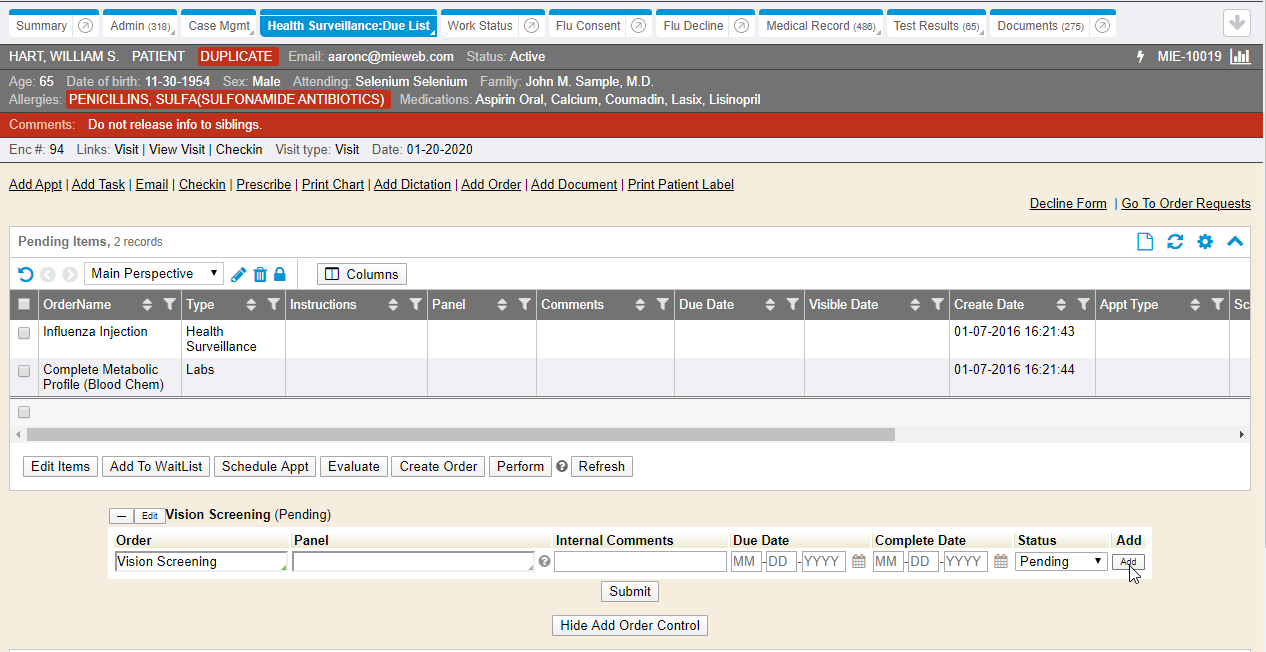 Summary Admin (318) Case Mgmt Health Surveillance:Due List Work Status Flu Consent Flu Decline Medical Record (486) Test Results (65) Documents (275)
HART, WILLIAM S. PATIENT DUPLICATE Email: aaronc@mieweb.com Status: Active MIE-10019
Age: 65 Date of birth: 11-30-1954 Sex: Male Attending: Selenium Selenium Family: John M. Sample, M.D.
Allergies: PENICILLINS, SULFA(SULFONAMIDE ANTIBIOTICS) Medications: Aspirin Oral, Calcium, Coumadin, Lasix, Lisinopril
Comments: Do not release info to siblings.
Enc #: 94 Links: Visit | View Visit | Checkin Visit type: Visit Date: 01-20-2020
Add Appt | Add Task | Email | Checkin | Prescribe | Print Chart | Add Dictation | Add Order | Add Document | Print Patient Label
Decline Form | Go To Order Requests
Pending Items, 2 records
Main Perspective Columns
OrderName Type Instructions Panel Comments Due Date Visible Date Create Date Appt Type Sc
Influenza Injection Health Surveillance 01-07-2016 16:21:43
Complete Metabolic Profile (Blood Chem) Labs 01-07-2016 16:21:44
Edit Items Add To WaitList Schedule Appt Evaluate Create Order Perform ? Refresh
— Edit Vision Screening (Pending)
Order Panel Internal Comments Due Date Complete Date Status Add
Vision Screening ? MM -DD -YYYY MM -DD -YYYY Pending Add
Submit
Hide Add Order Control